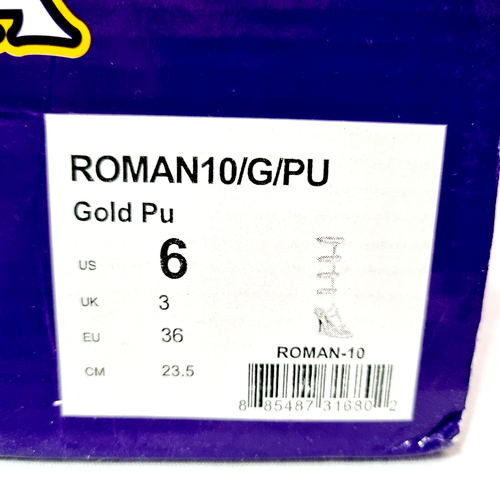 ROMAN10/G/PU
Gold Pu
US 6
UK 3
EU 36
CM 23.5
ROMAN-10
8 85487 31680 2